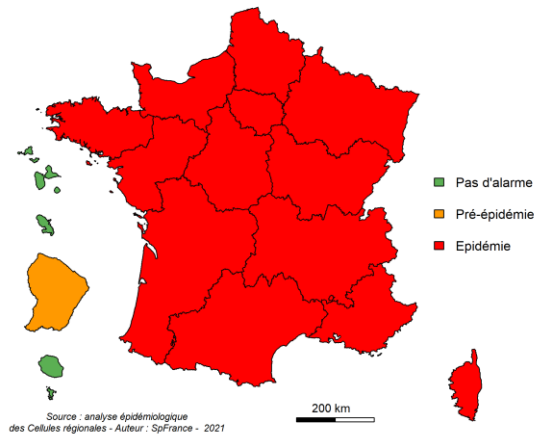 Pas d'alarme
Pré-épidémie
Epidémie
200 km
Source : analyse épidémiologique
des Cellules régionales - Auteur : SpFrance - 2021